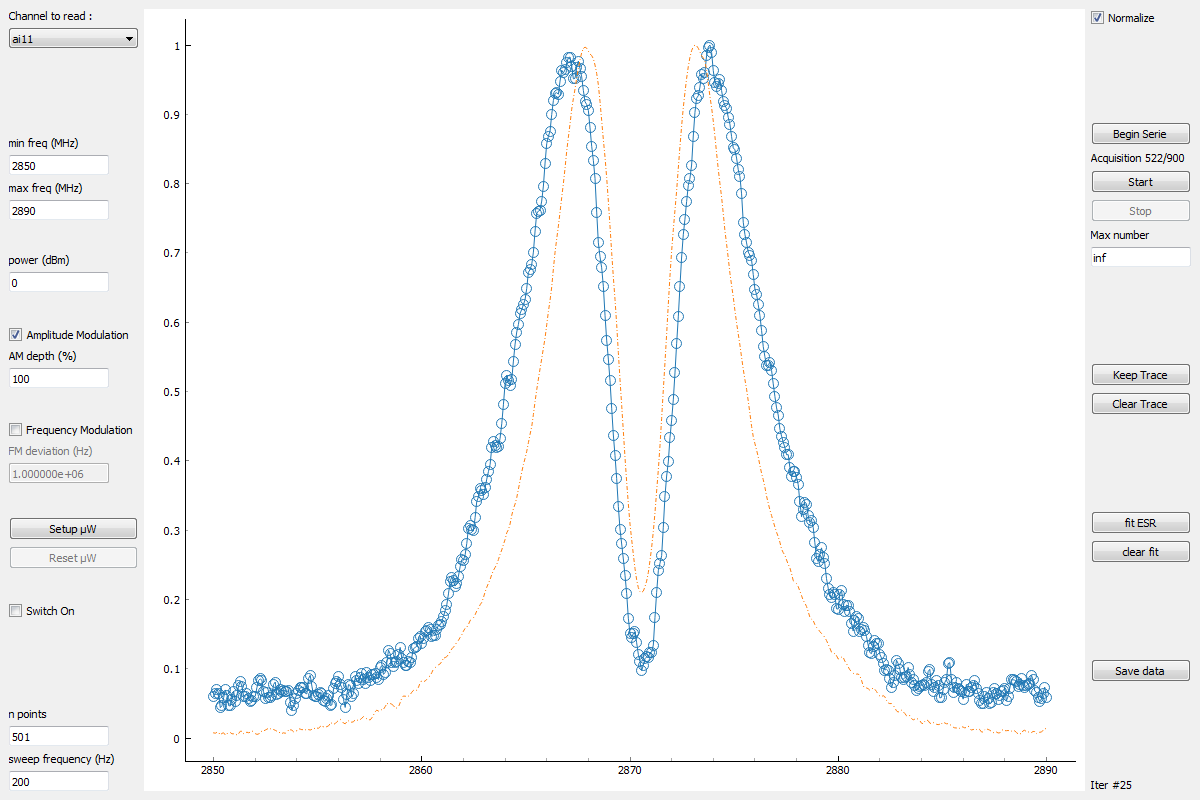 Channel to read :
ai11
min freq (MHz)
2850
max freq (MHz)
2890
power (dBm)
0
Amplitude Modulation
AM depth (%)
100
Frequency Modulation
FM deviation (Hz)
1.000000e+06
Setup µW
Reset µW
Switch On
n points
501
sweep frequency (Hz)
200
1
0.9
0.8
0.7
0.6
0.5
0.4
0.3
0.2
0.1
0
2850
2860
2870
2880
2890
Normalize
Begin Serie
Acquisition 522/900
Start
Stop
Max number
inf
Keep Trace
Clear Trace
fit ESR
clear fit
Save data
Iter #25